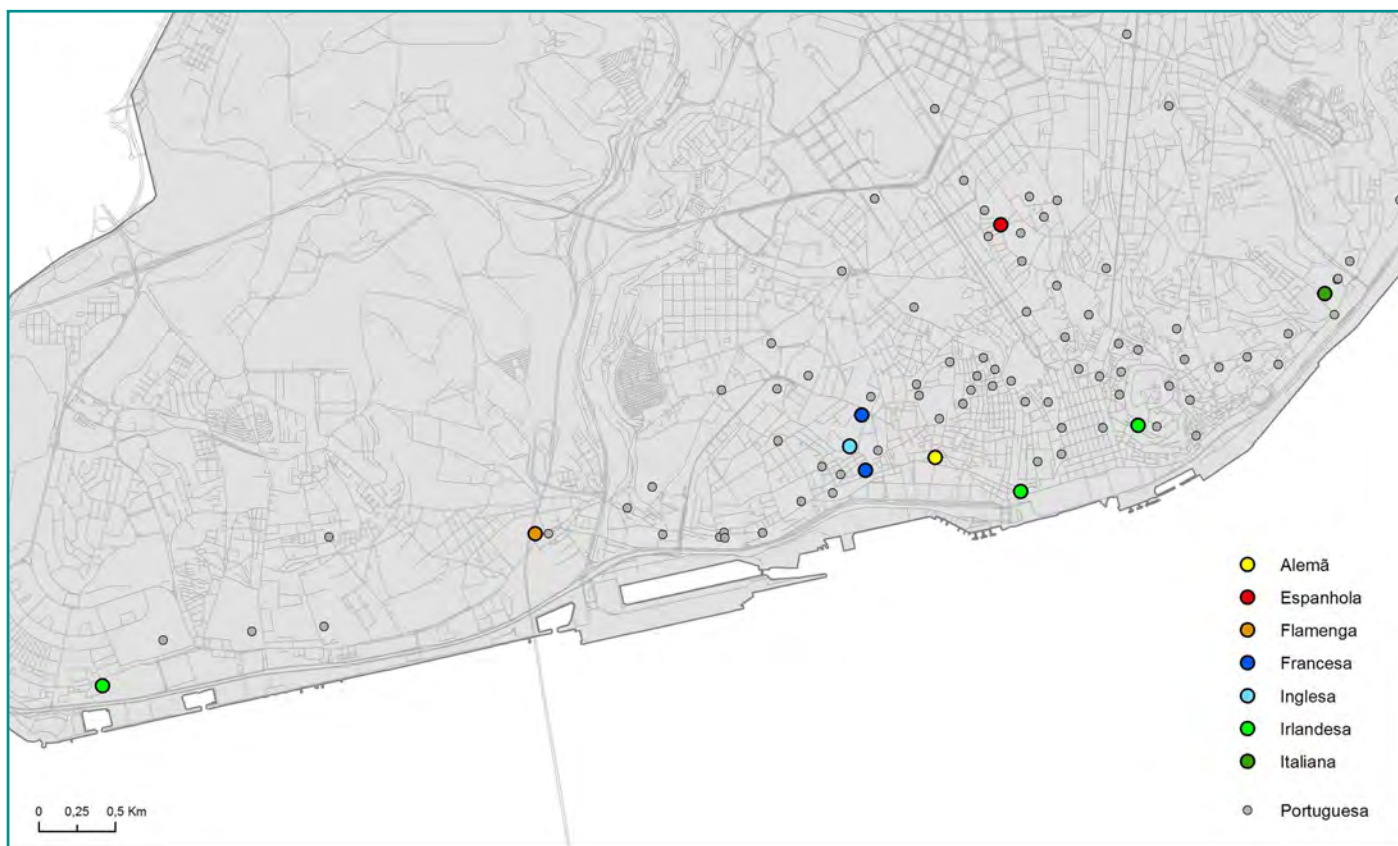 Alemã
Espanhola
Flamenga
Francesa
Inglesa
Irlandesa
Italiana
Portuguesa
0 0,25 0,5 Km